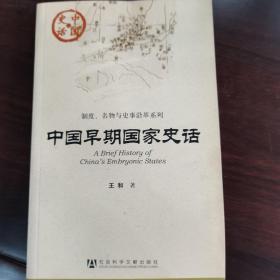 中国
史话
制度、名物与史事沿革系列
中国早期国家史话
A Brief History of
China's Embryonic States
王和 著
社会科学文献出版社